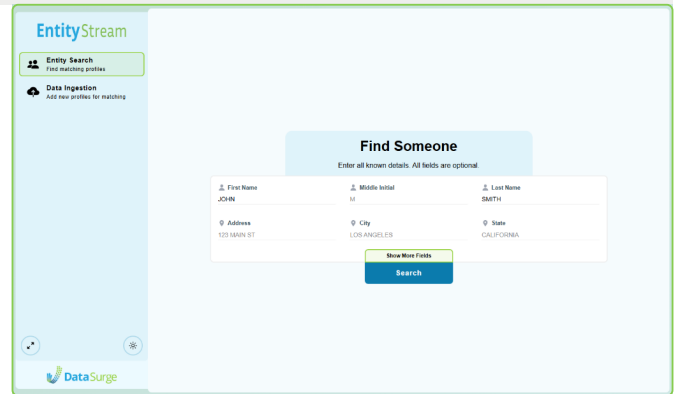 EntityStream
Entity Search
Find matching profiles
Data Ingestion
Add new profiles for matching
Find Someone
Enter all known details. All fields are optional.
First Name
Middle Initial
Last Name
JOHN
M
SMITH
Address
City
State
123 MAIN ST
LOS ANGELES
CALIFORNIA
Show More Fields
Search
DataSurge